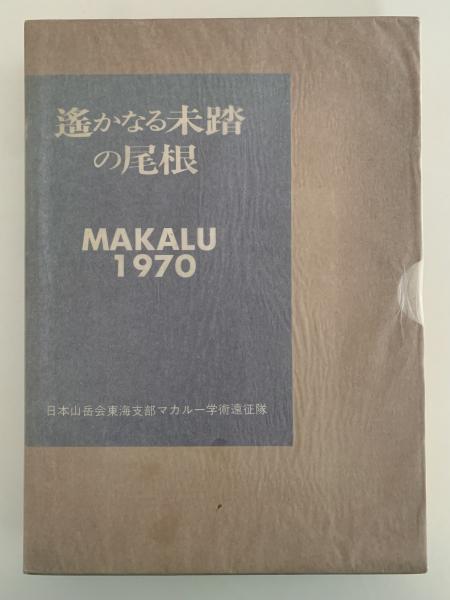 遙かなる未踏
の尾根
MAKALU
1970
日本山岳会東海支部マカルー学術遠征隊